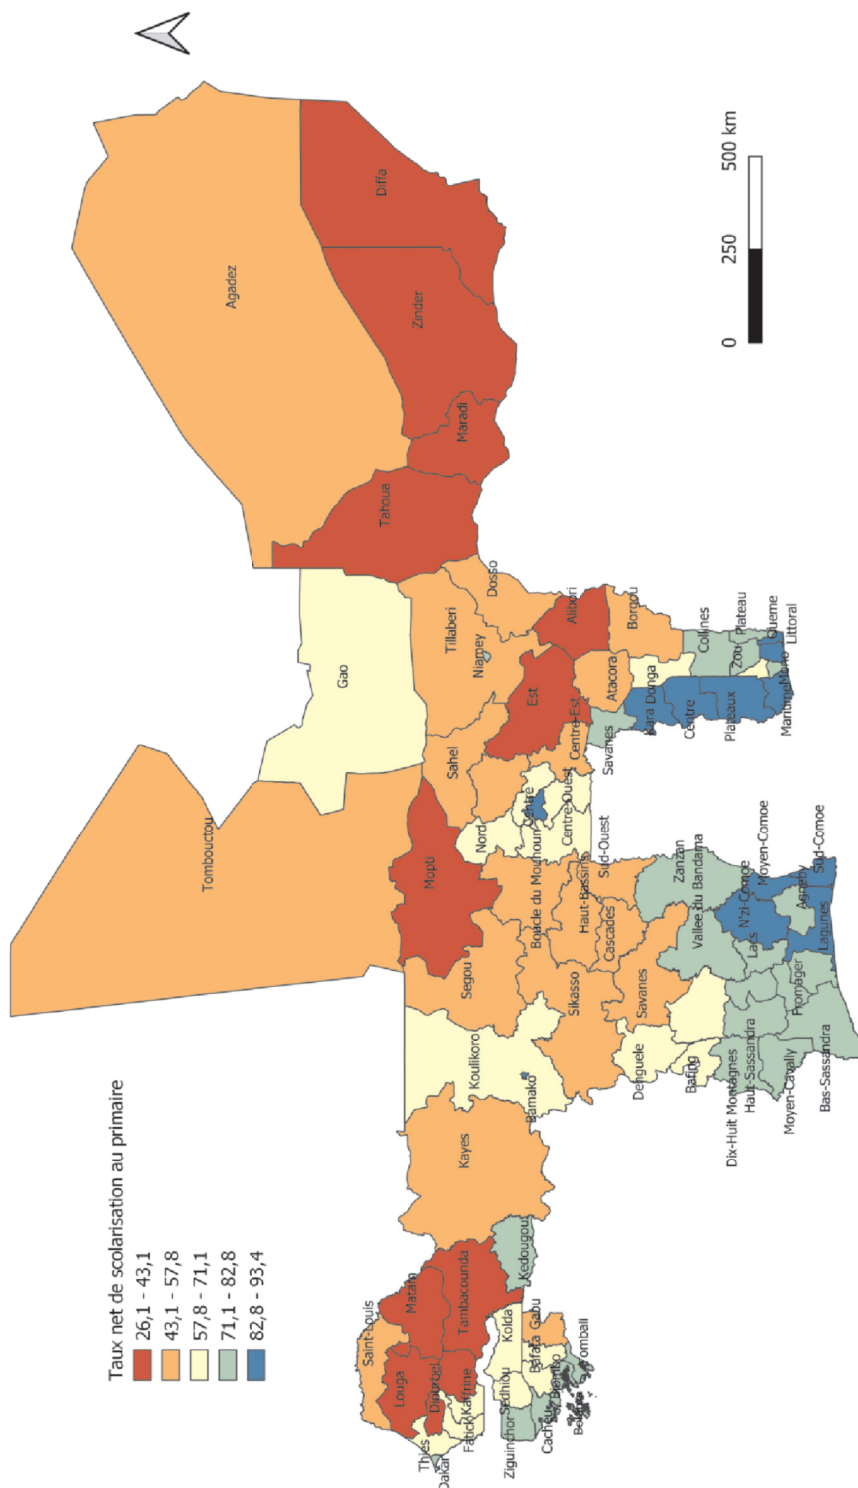 Taux net de scolarisation au primaire
26,1 - 43,1
43,1 - 57,8
57,8 - 71,1
71,1 - 82,8
82,8 - 93,4
Tombouctou
Agadez
Gao
Diffa
Zinder
Tahoua
Maradi
Saint-Louis
Matam
Louga
Diourbel
Tambacounda
Kaffrine
Thies
Dakar
Fatick
Kedougou
Kolda
Sedhiou
Ziguinchor
Gabu
Bafata
Cacheu
Biombo
Bolama
Tombali
Kayes
Koulikoro
Bamako
Segou
Mopti
Sikasso
Sahel
Nord
Centre
Est
Centre-Est
Centre-Ouest
Boucle du Mouhoun
Haut-Bassins
Sud-Ouest
Cascades
Tillaberi
Niamey
Dosso
Alibori
Atacora
Borgou
Donga
Collines
Plateau
Zou
Oueme
Littoral
Mono
Savanes
Kara
Centre
Plateaux
Maritime
Savanes
Denguele
Bafing
Zanzan
Vallee du Bandama
N'zi-Comoe
Moyen-Comoe
Lacs
Agneby
Sud-Comoe
Lagunes
Fromager
Dix-Huit Montagnes
Haut-Sassandra
Moyen-Cavally
Bas-Sassandra
0 250 500 km